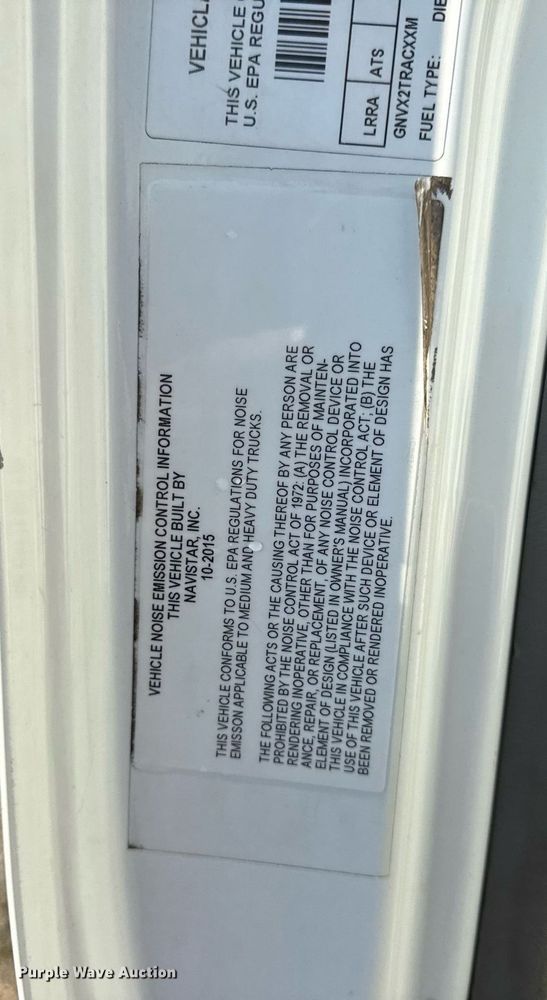 VEHICL
THIS VEHICLE
U.S. EPA REGU
LRRA ATS
GNVX2TRACXXM
FUEL TYPE: DIE
VEHICLE NOISE EMISSION CONTROL INFORMATION
THIS VEHICLE BUILT BY
NAVISTAR, INC.
10-2015
THIS VEHICLE CONFORMS TO U.S. EPA REGULATIONS FOR NOISE
EMISSON APPLICABLE TO MEDIUM AND HEAVY DUTY TRUCKS.
THE FOLLOWING ACTS OR THE CAUSING THEREOF BY ANY PERSON ARE
PROHIBITED BY THE NOISE CONTROL ACT OF 1972: (A) THE REMOVAL OR
RENDERING INOPERATIVE, OTHER THAN FOR PURPOSES OF MAINTEN-
ANCE, REPAIR, OR REPLACEMENT, OF ANY NOISE CONTROL DEVICE OR
ELEMENT OF DESIGN (LISTED IN OWNER'S MANUAL) INCORPORATED INTO
THIS VEHICLE IN COMPLIANCE WITH THE NOISE CONTROL ACT; (B) THE
USE OF THIS VEHICLE AFTER SUCH DEVICE OR ELEMENT OF DESIGN HAS
BEEN REMOVED OR RENDERED INOPERATIVE.
Purple Wave Auction